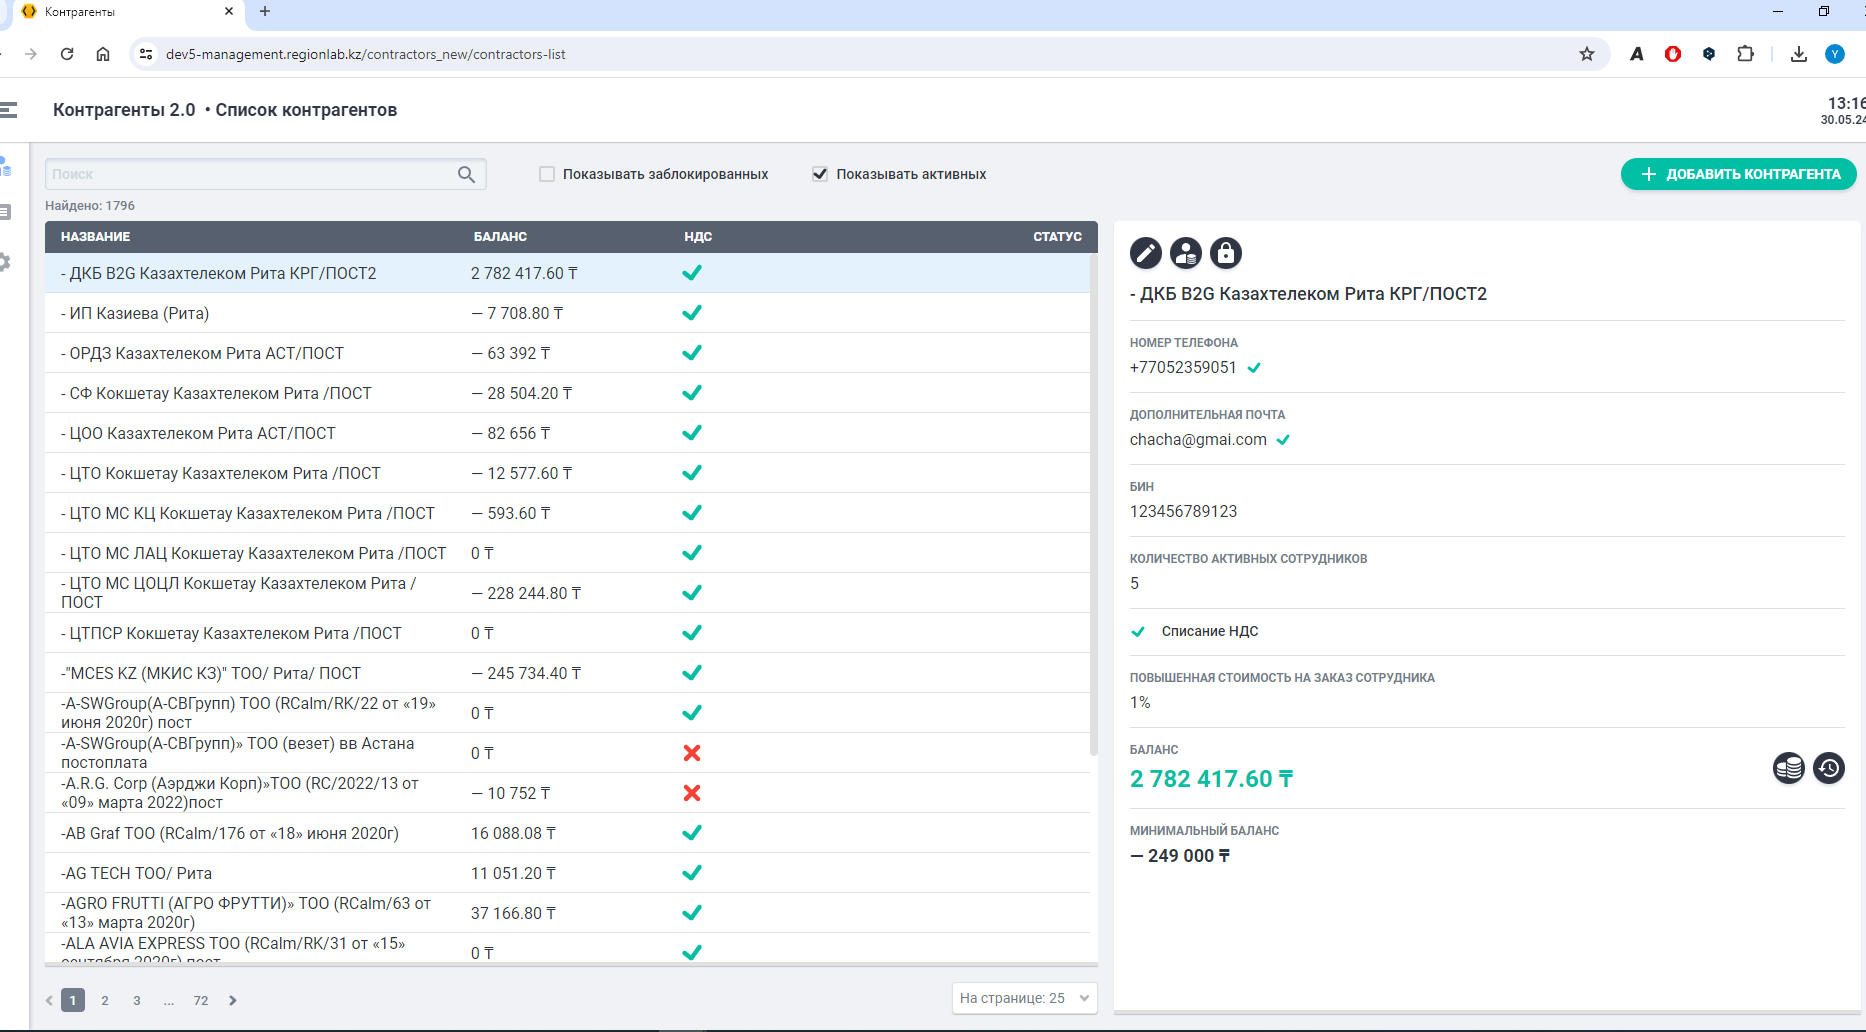 Контрагенты
dev5-management.regionlab.kz/contractors_new/contractors-list
Y
Контрагенты 2.0 • Список контрагентов
13:16
30.05.24
Поиск
Показывать заблокированных
Показывать активных
ДОБАВИТЬ КОНТРАГЕНТА
Найдено: 1796
НАЗВАНИЕ БАЛАНС НДС СТАТУС
- ДКБ B2G Казахтелеком Рита КРГ/ПОСТ2 2 782 417.60 ₸
- ИП Казиева (Рита) — 7 708.80 ₸
- ОРДЗ Казахтелеком Рита АСТ/ПОСТ — 63 392 ₸
- СФ Кокшетау Казахтелеком Рита /ПОСТ — 28 504.20 ₸
- ЦОО Казахтелеком Рита АСТ/ПОСТ — 82 656 ₸
- ЦТО Кокшетау Казахтелеком Рита /ПОСТ — 12 577.60 ₸
- ЦТО МС КЦ Кокшетау Казахтелеком Рита /ПОСТ — 593.60 ₸
- ЦТО МС ЛАЦ Кокшетау Казахтелеком Рита /ПОСТ 0 ₸
- ЦТО МС ЦОЦЛ Кокшетау Казахтелеком Рита /
ПОСТ — 228 244.80 ₸
- ЦТПСР Кокшетау Казахтелеком Рита /ПОСТ 0 ₸
-"MCES KZ (МКИС КЗ)" ТОО/ Рита/ ПОСТ — 245 734.40 ₸
-A-SWGroup(А-СВГрупп) ТОО (RCalm/RK/22 от «19»
июня 2020г) пост 0 ₸
-A-SWGroup(А-СВГрупп)» ТОО (везет) вв Астана
постоплата 0 ₸
-A.R.G. Corp (Аэрджи Корп)»ТОО (RC/2022/13 от
«09» марта 2022)пост — 10 752 ₸
-AB Graf ТОО (RCalm/176 от «18» июня 2020г) 16 088.08 ₸
-AG TECH ТОО/ Рита 11 051.20 ₸
-AGRO FRUTTI (АГРО ФРУТТИ)» ТОО (RCalm/63 от
«13» марта 2020г) 37 166.80 ₸
-ALA AVIA EXPRESS ТОО (RCalm/RK/31 от «15»
сентября 2020г) пост 0 ₸
1 2 3 ... 72
На странице: 25
- ДКБ B2G Казахтелеком Рита КРГ/ПОСТ2
НОМЕР ТЕЛЕФОНА
+77052359051
ДОПОЛНИТЕЛЬНАЯ ПОЧТА
chacha@gmai.com
БИН
123456789123
КОЛИЧЕСТВО АКТИВНЫХ СОТРУДНИКОВ
5
Списание НДС
ПОВЫШЕННАЯ СТОИМОСТЬ НА ЗАКАЗ СОТРУДНИКА
1%
БАЛАНС
2 782 417.60 ₸
МИНИМАЛЬНЫЙ БАЛАНС
— 249 000 ₸